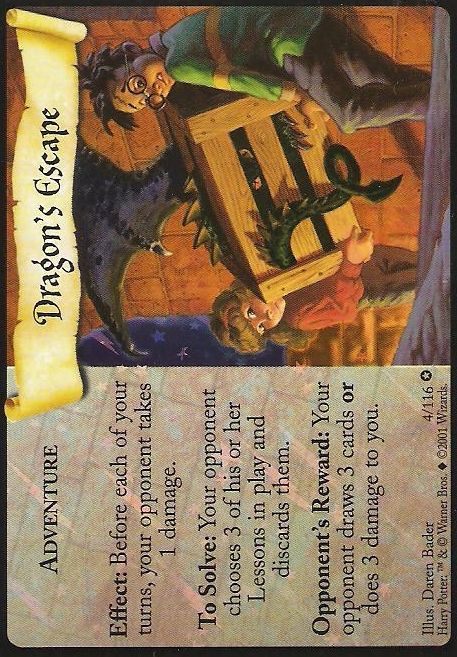 Dragon's Escape
ADVENTURE
Effect: Before each of your
turns, your opponent takes
1 damage.
To Solve: Your opponent
chooses 3 of his or her
Lessons in play and
discards them.
Opponent's Reward: Your
opponent draws 3 cards or
does 3 damage to you.
Illus. Daren Bader
4/116 ✪
Harry Potter, ™ & © Warner Bros. ◆ ©2001 Wizards.